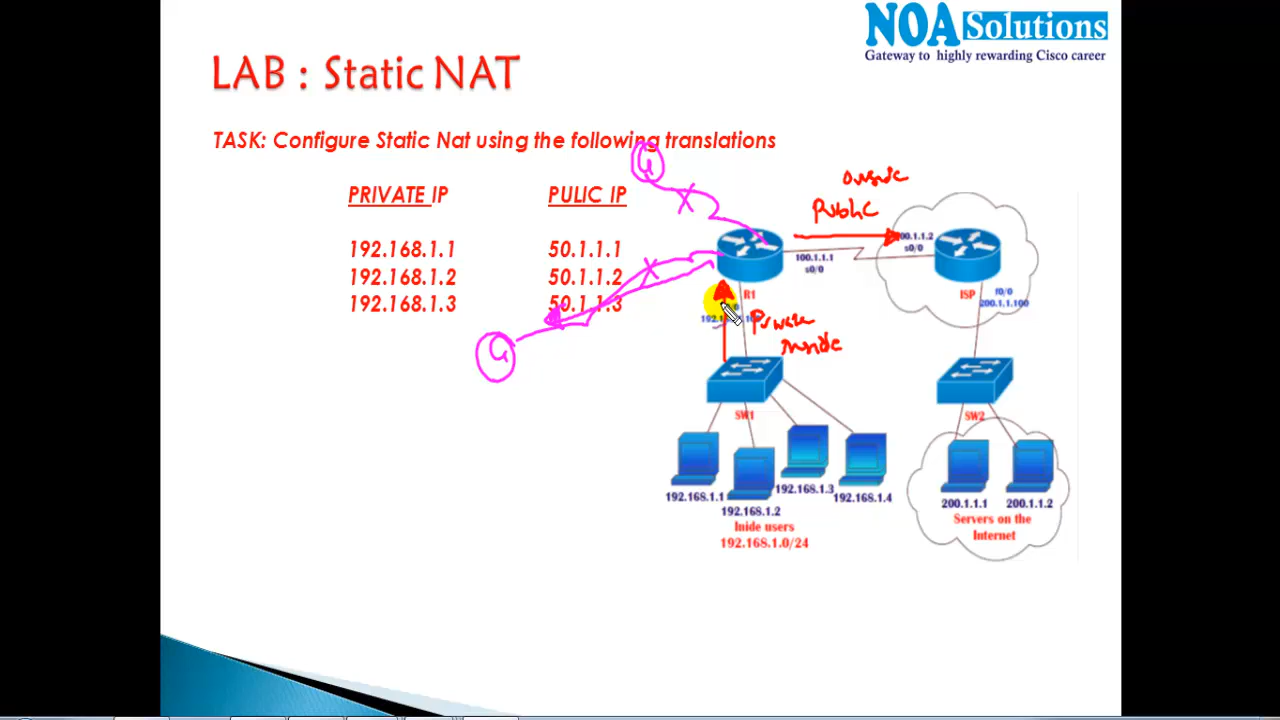 NOA Solutions
Gateway to highly rewarding Cisco career
LAB : Static NAT
TASK: Configure Static Nat using the following translations
PRIVATE IP PULIC IP
192.168.1.1 50.1.1.1
192.168.1.2 50.1.1.2
192.168.1.3 50.1.1.3
Outside
Public
100.1.1.1
s0/0
s0/0
R1
ISP
f0/0
200.1.1.100
Private
Inside
SW1
SW2
192.168.1.1
192.168.1.2
192.168.1.3
192.168.1.4
Inide users
192.168.1.0/24
200.1.1.1
200.1.1.2
Servers on the
Internet